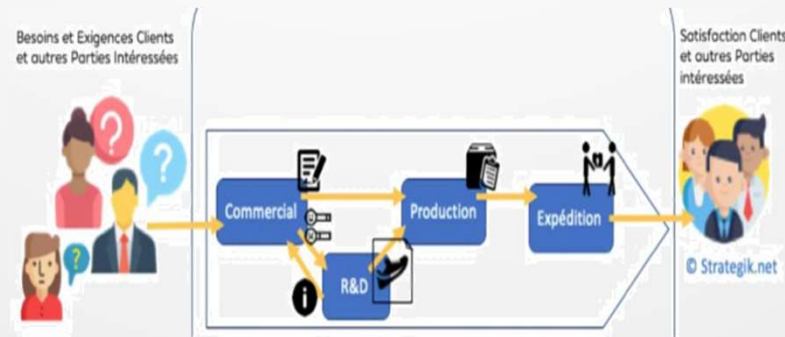 Besoins et Exigences Clients
et autres Parties Intéressées
Satisfaction Clients
et autres Parties
intéressées
Commercial
Production
Expédition
R&D
© Strategik.net